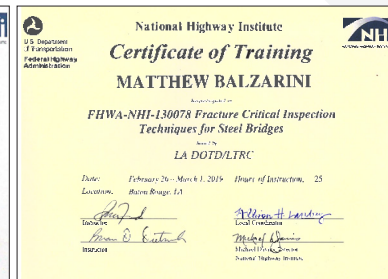 U.S. Department
of Transportation
Federal Highway
Administration
National Highway Institute
NHI
Certificate of Training
MATTHEW BALZARINI
FHWA-NHI-130078 Fracture Critical Inspection
Techniques for Steel Bridges
LA DOTD/LTRC
Date: February 26 – March 1, 2019 Hours of Instruction: 25
Location: Baton Rouge, LA
Instructor
Local Coordinator
Instructor
National Highway Institute